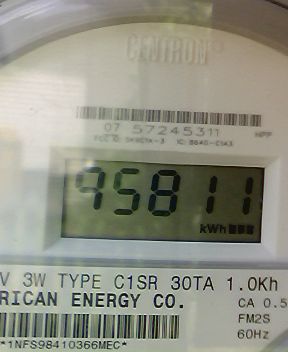 CENTRON®
07 57245311 NPF
95811
kWh
V 3W TYPE C1SR 30TA 1.0Kh
RICAN ENERGY CO.
CA 0.5
FM2S
60Hz
*1NFS98410366MEC*